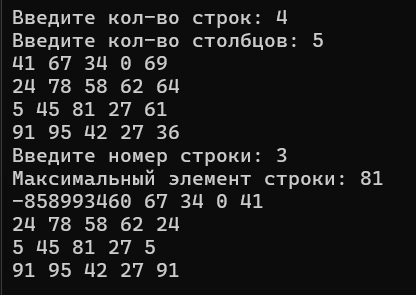 Введите кол-во строк: 4
Введите кол-во столбцов: 5
41 67 34 0 69
24 78 58 62 64
5 45 81 27 61
91 95 42 27 36
Введите номер строки: 3
Максимальный элемент строки: 81
-858993460 67 34 0 41
24 78 58 62 24
5 45 81 27 5
91 95 42 27 91